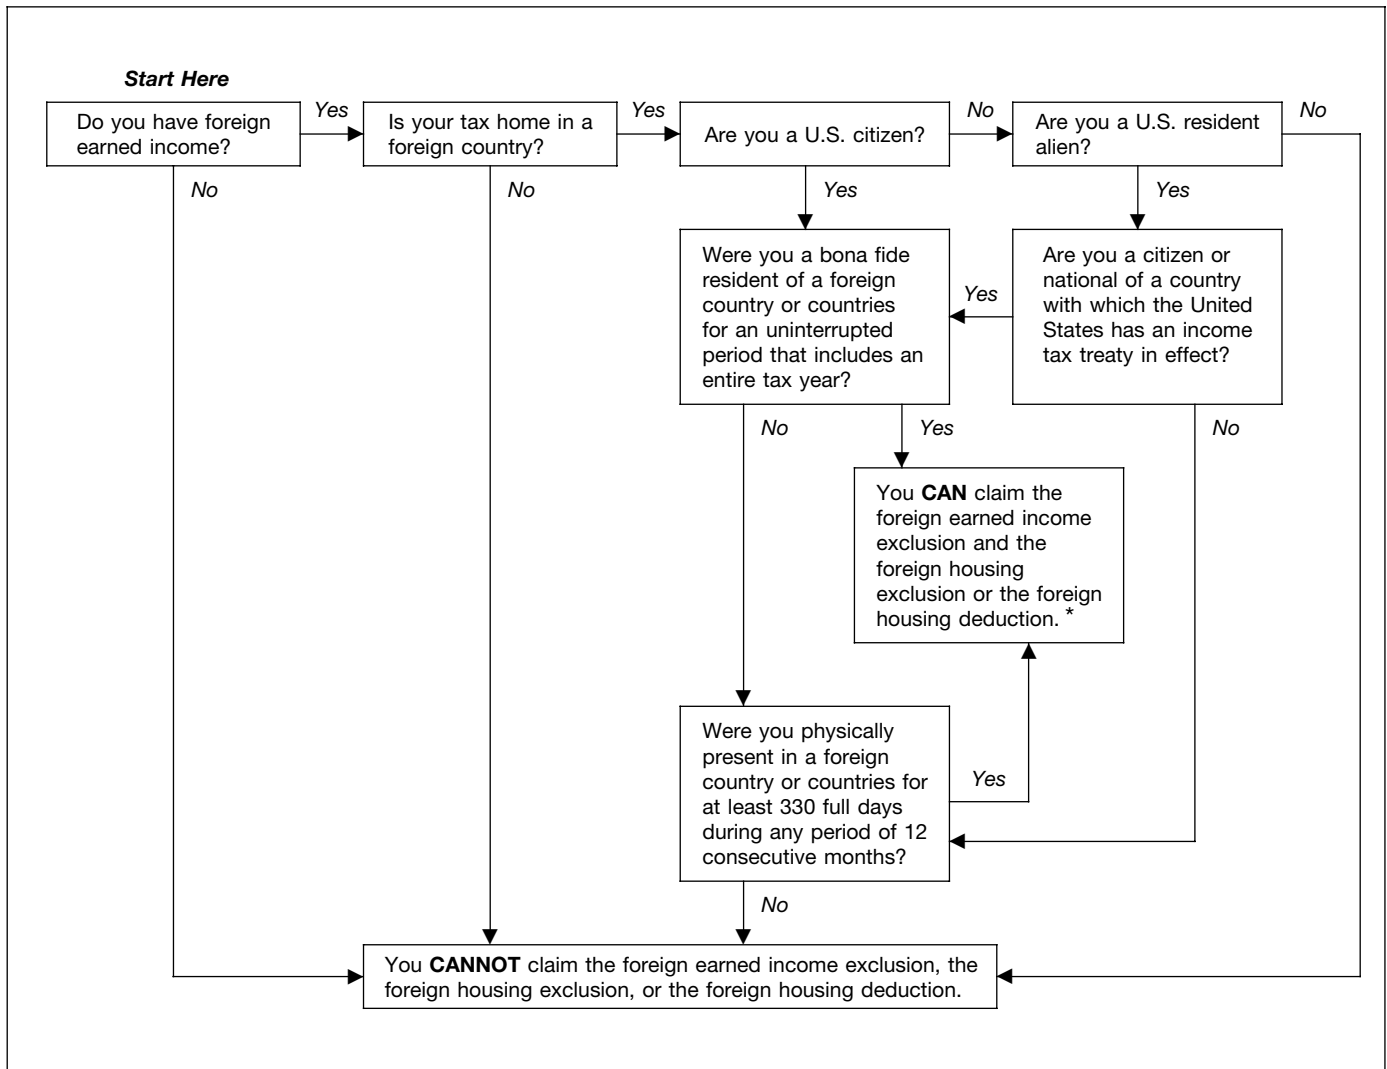 Start Here
Do you have foreign
earned income?
Yes
Is your tax home in a
foreign country?
Yes
Are you a U.S. citizen?
No
Are you a U.S. resident
alien?
No
No
No
Yes
Yes
Were you a bona fide
resident of a foreign
country or countries
for an uninterrupted
period that includes an
entire tax year?
Yes
Are you a citizen or
national of a country
with which the United
States has an income
tax treaty in effect?
No
Yes
No
You CAN claim the
foreign earned income
exclusion and the
foreign housing
exclusion or the foreign
housing deduction. *
Were you physically
present in a foreign
country or countries for
at least 330 full days
during any period of 12
consecutive months?
Yes
No
You CANNOT claim the foreign earned income exclusion, the
foreign housing exclusion, or the foreign housing deduction.